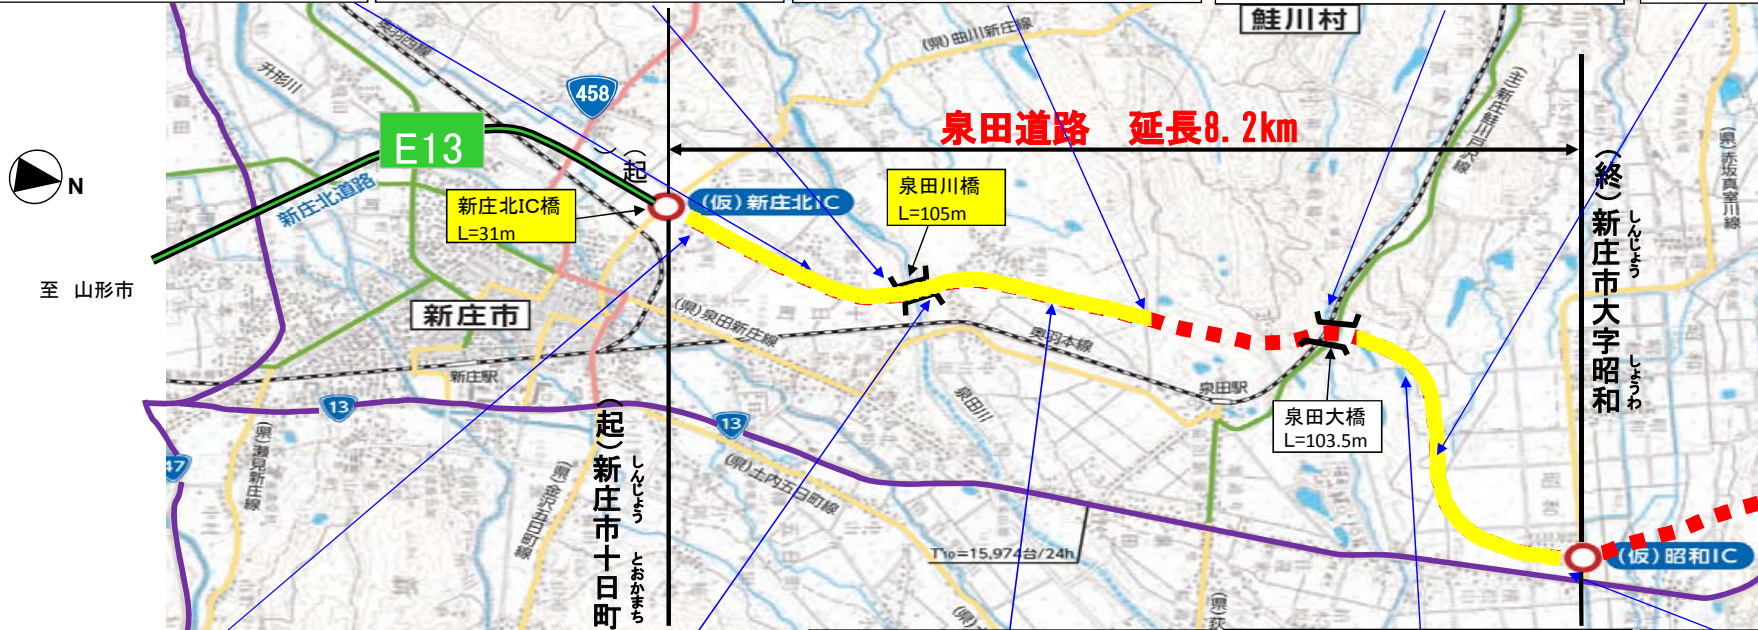 鮭川村
(県)曲川新庄線
奥羽西線
升形川
458
泉田道路 延長8.2km
(主)新庄鮭川戸沢線
(県)赤坂真室川線
E13
N
新庄北道路
(起)
新庄北IC橋
L=31m
(仮)新庄北IC
泉田川橋
L=105m
(終)新庄市大字昭和
しんじょう
しょうわ
至 山形市
新庄市
(県)泉田新庄線
奥羽本線
新庄駅
泉田駅
泉田川
泉田大橋
L=103.5m
13
13
47
(県)瀬見新庄線
(県)金沢五日町線
(起)新庄市十日町
しんじょう
とおかまち
(県)土内五日町線
T'10=15,974台/24h
(仮)昭和IC